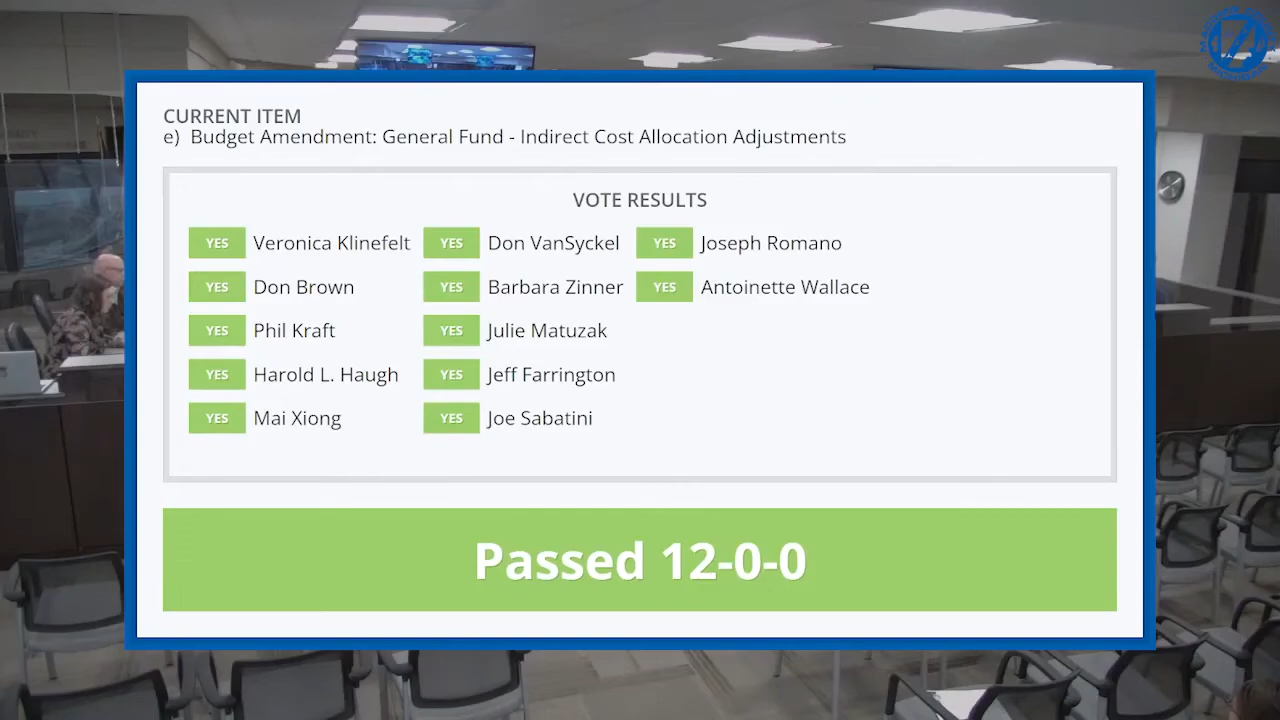 CURRENT ITEM
e) Budget Amendment: General Fund - Indirect Cost Allocation Adjustments
VOTE RESULTS
YES Veronica Klinefelt YES Don VanSyckel YES Joseph Romano
YES Don Brown YES Barbara Zinner YES Antoinette Wallace
YES Phil Kraft YES Julie Matuzak
YES Harold L. Haugh YES Jeff Farrington
YES Mai Xiong YES Joe Sabatini
Passed 12-0-0